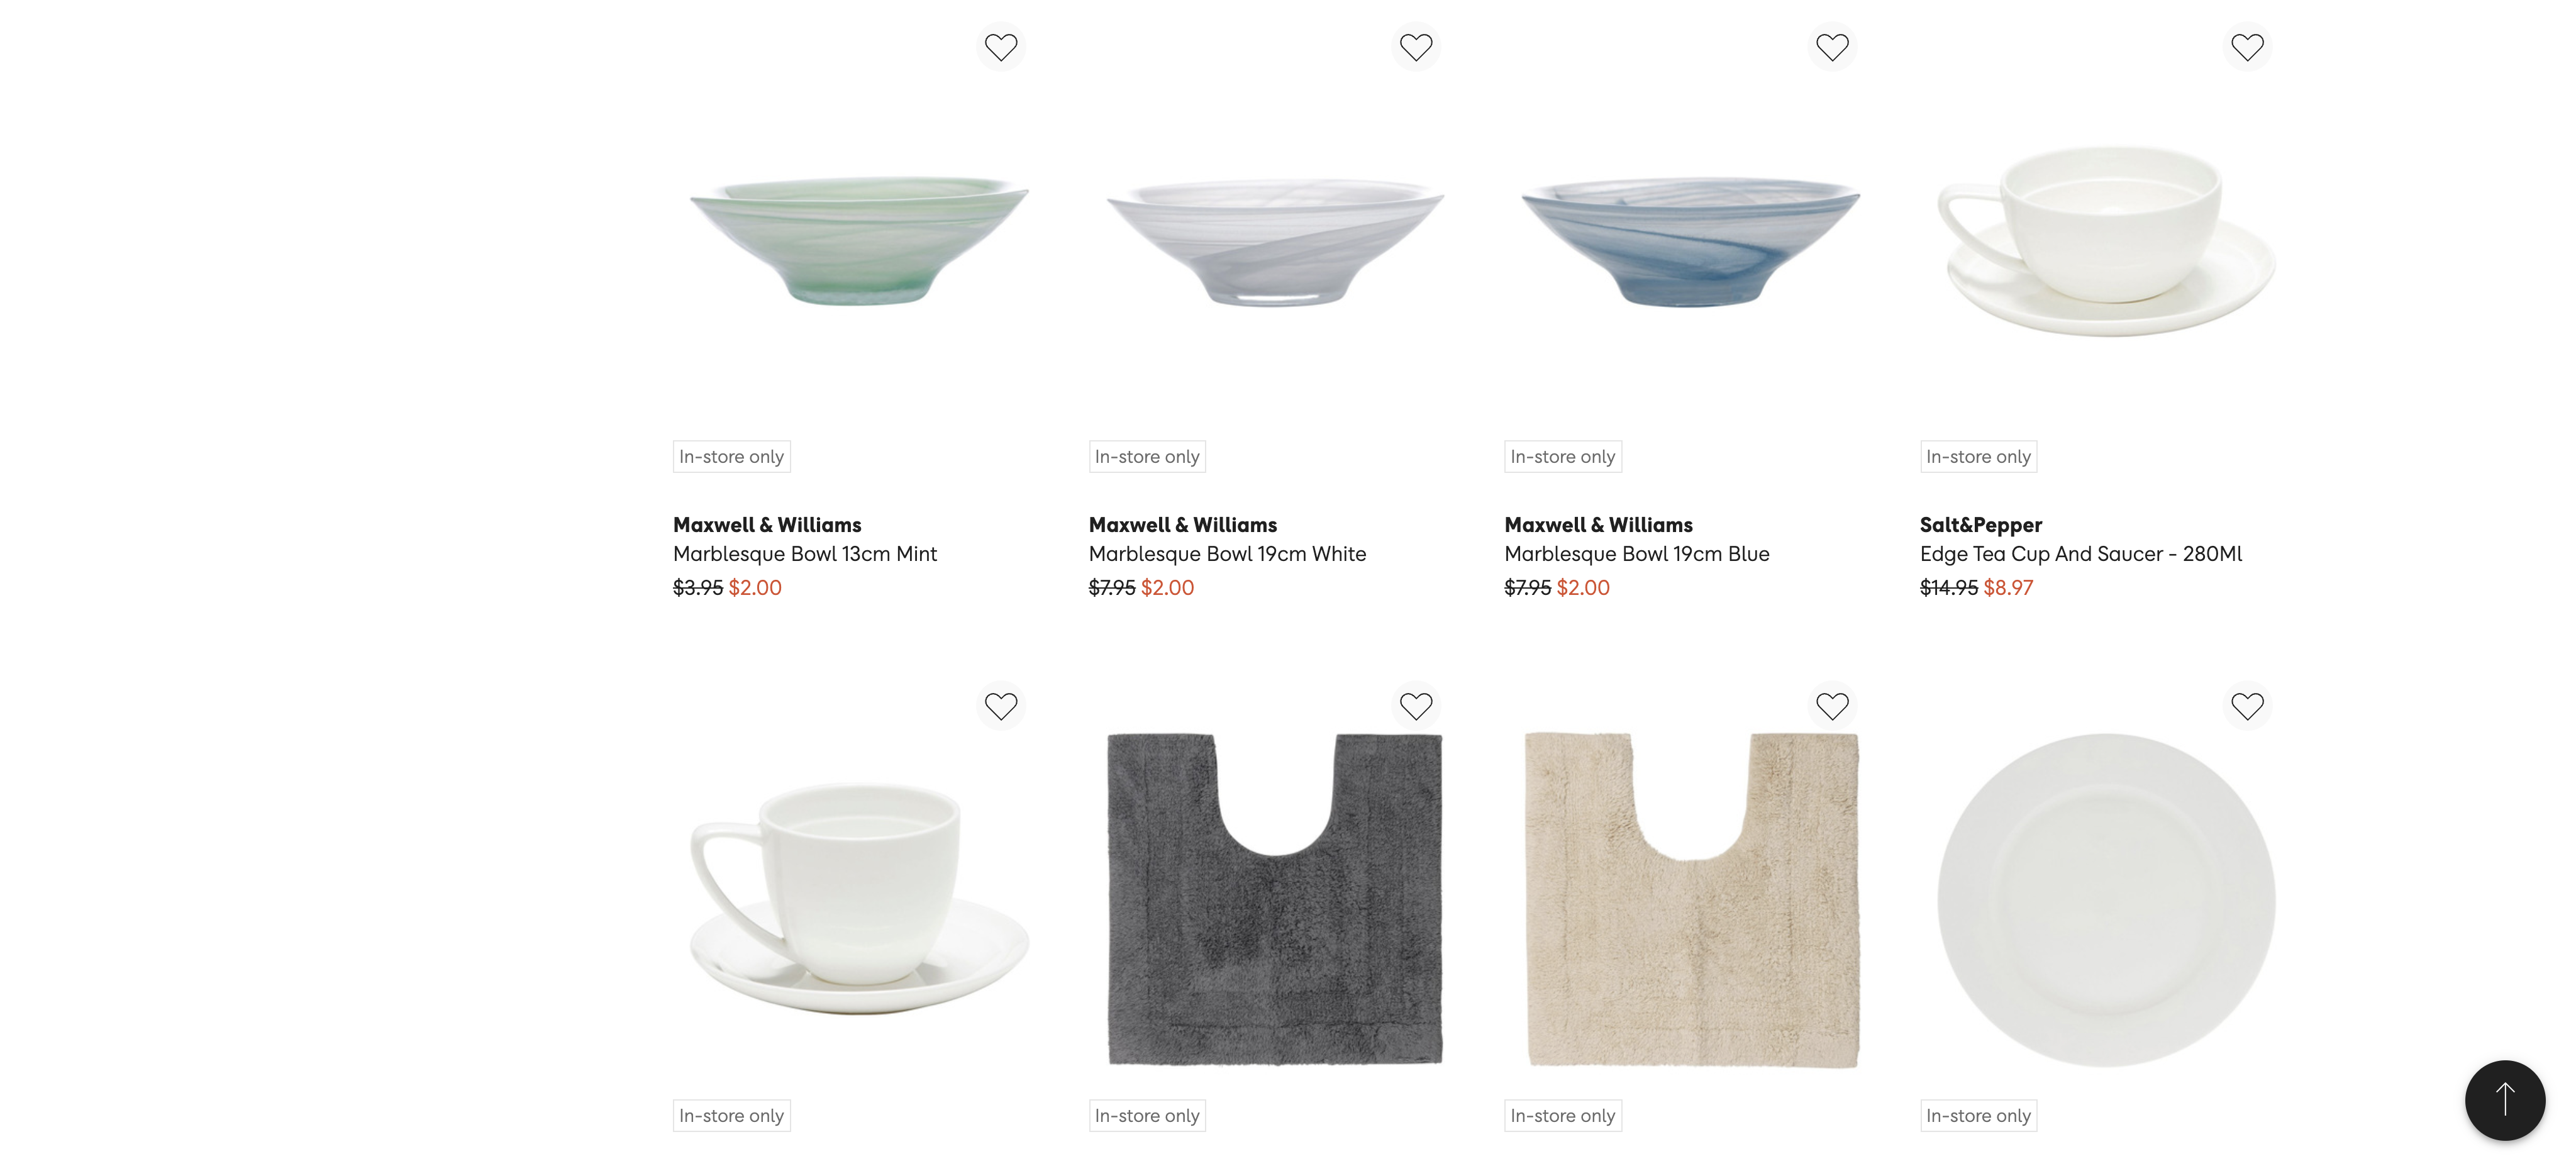 In-store only
Maxwell & Williams
Marblesque Bowl 13cm Mint
$3.95 $2.00
In-store only
Maxwell & Williams
Marblesque Bowl 19cm White
$7.95 $2.00
In-store only
Maxwell & Williams
Marblesque Bowl 19cm Blue
$7.95 $2.00
In-store only
Salt&Pepper
Edge Tea Cup And Saucer - 280Ml
$14.95 $8.97
In-store only
In-store only
In-store only
In-store only